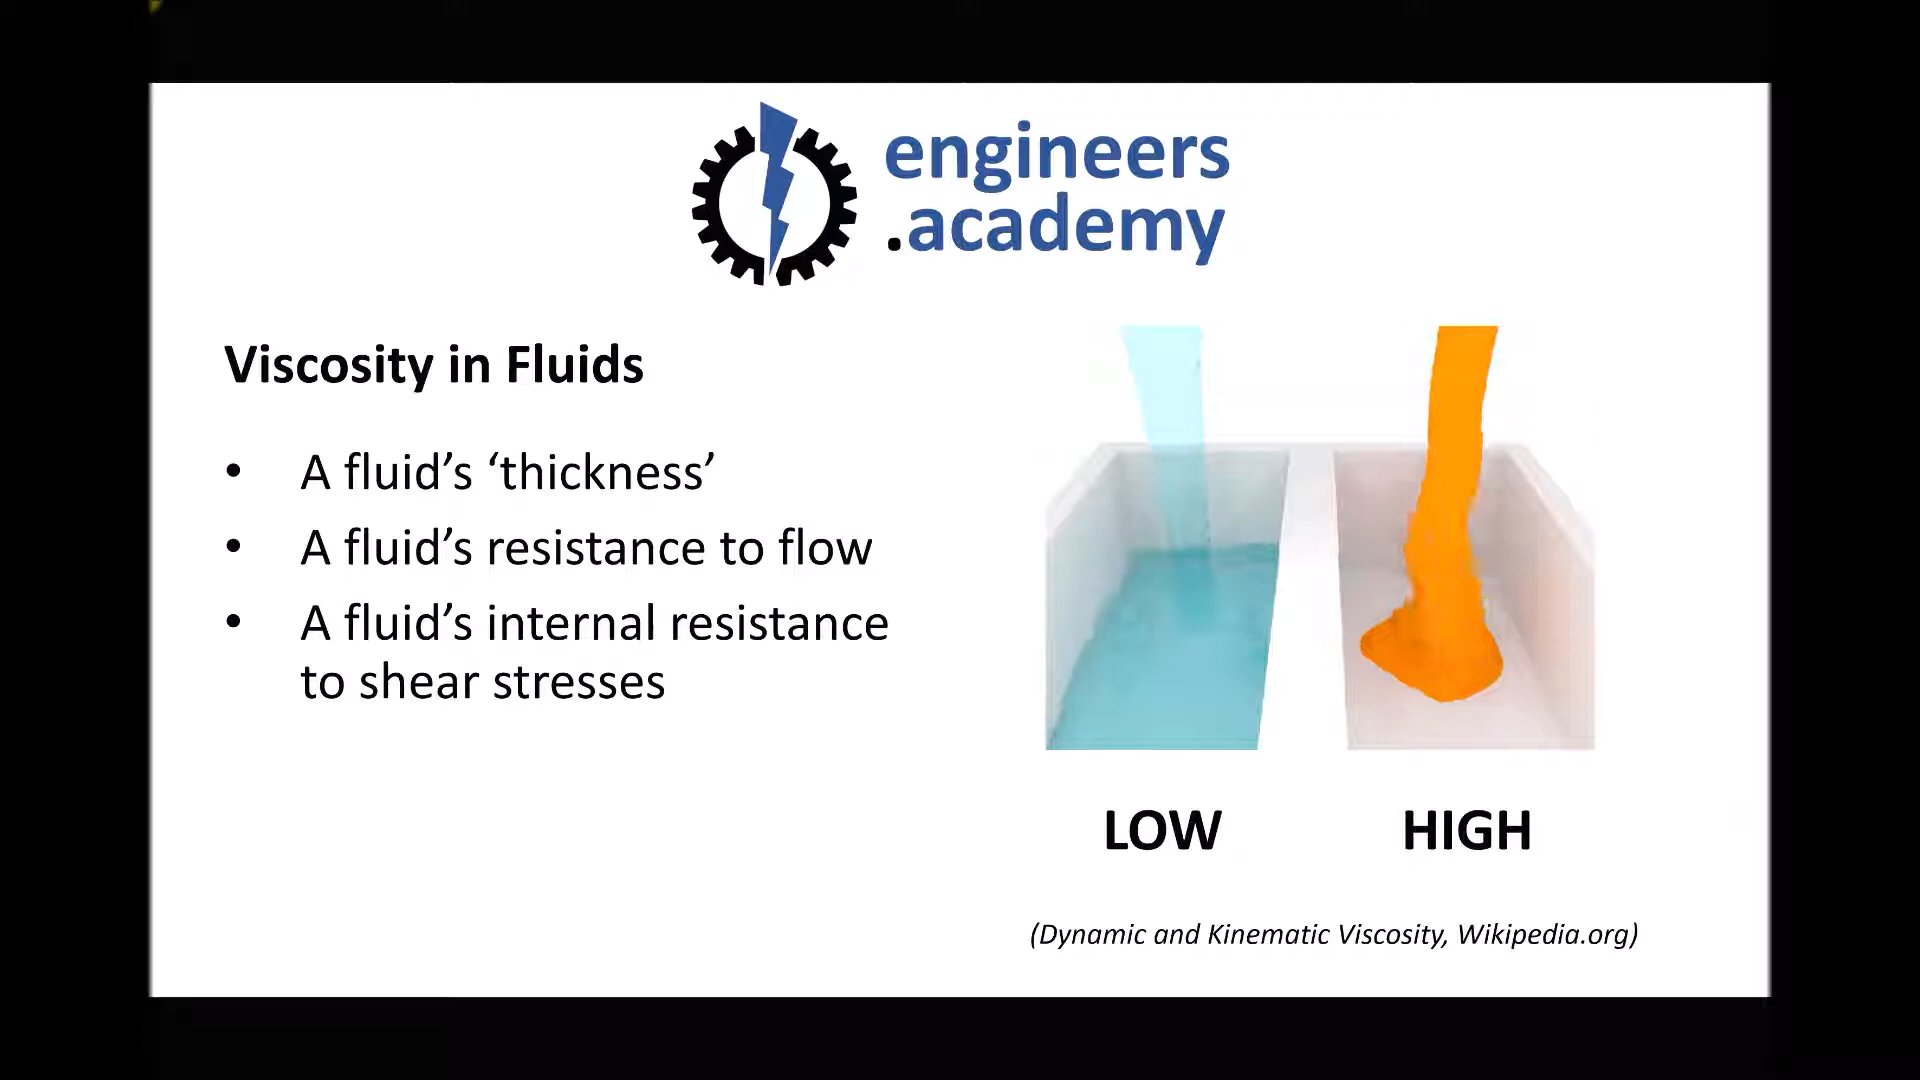 engineers
.academy
Viscosity in Fluids
• A fluid’s ‘thickness’
• A fluid’s resistance to flow
• A fluid’s internal resistance
to shear stresses
LOW
HIGH
(Dynamic and Kinematic Viscosity, Wikipedia.org)